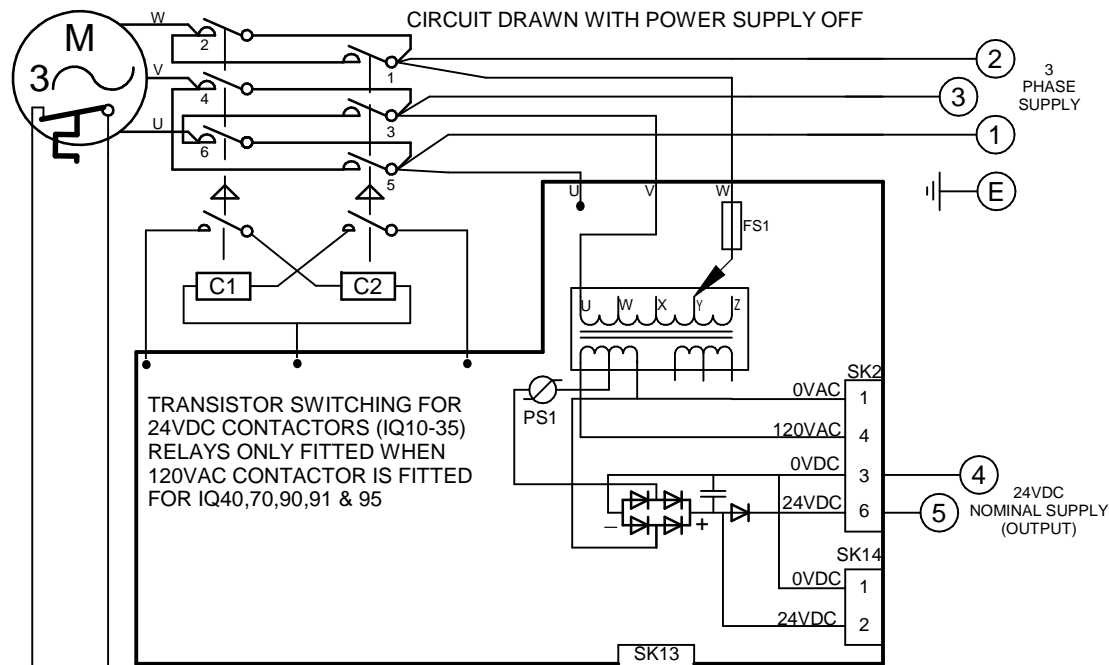 CIRCUIT DRAWN WITH POWER SUPPLY OFF
M
3
W
V
U
2
4
6
1
3
5
2
3
1
E
3
PHASE
SUPPLY
U
V
W
FS1
C1
C2
U W X Y Z
TRANSISTOR SWITCHING FOR
24VDC CONTACTORS (IQ10-35)
RELAYS ONLY FITTED WHEN
120VAC CONTACTOR IS FITTED
FOR IQ40,70,90,91 & 95
PS1
SK2
0VAC 1
120VAC 4
0VDC 3
24VDC 6
4
5
24VDC
NOMINAL SUPPLY
(OUTPUT)
– +
SK14
0VDC 1
24VDC 2
SK13